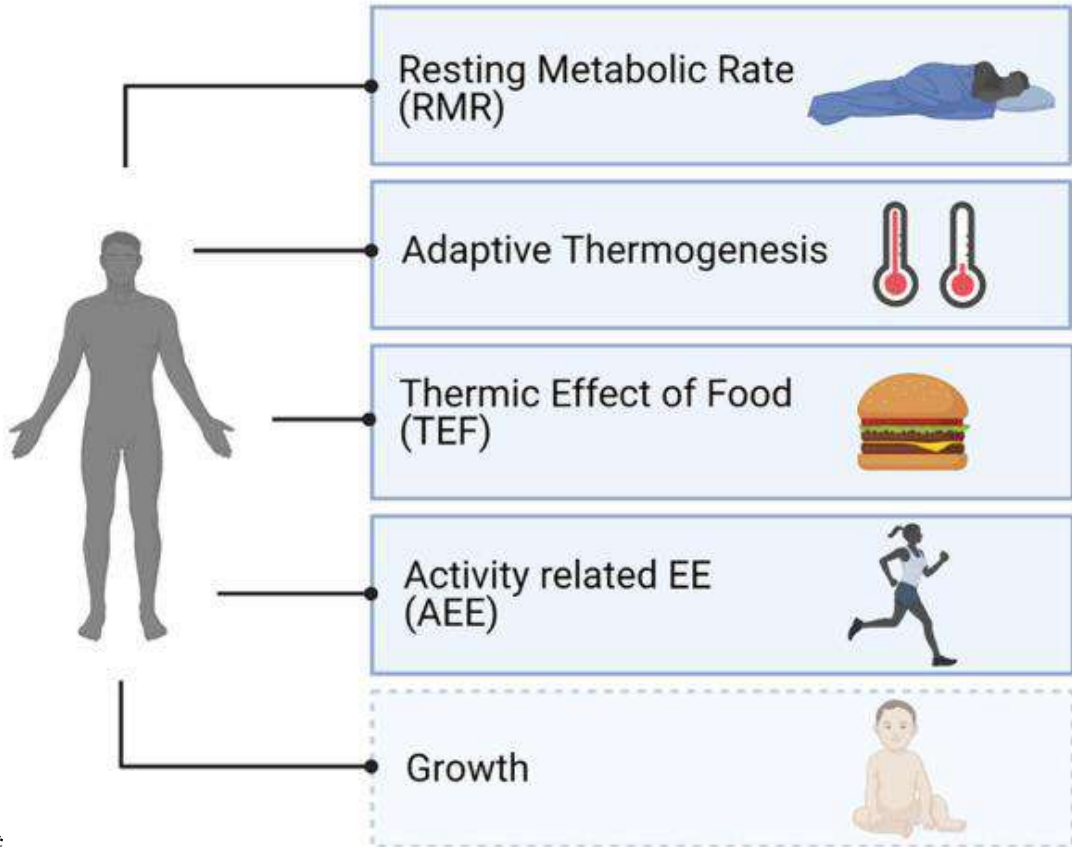 Resting Metabolic Rate
(RMR)
Adaptive Thermogenesis
Thermic Effect of Food
(TEF)
Activity related EE
(AEE)
Growth